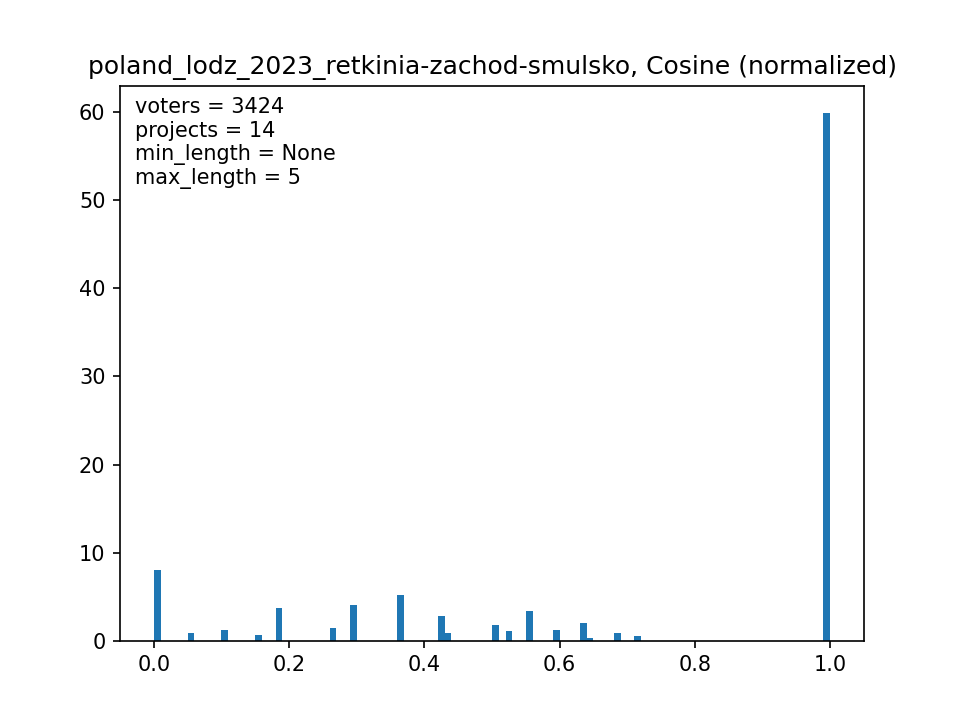 poland_lodz_2023_retkinia-zachod-smulsko, Cosine (normalized)
voters = 3424
projects = 14
min_length = None
max_length = 5
60
50
40
30
20
10
0
0.0 0.2 0.4 0.6 0.8 1.0